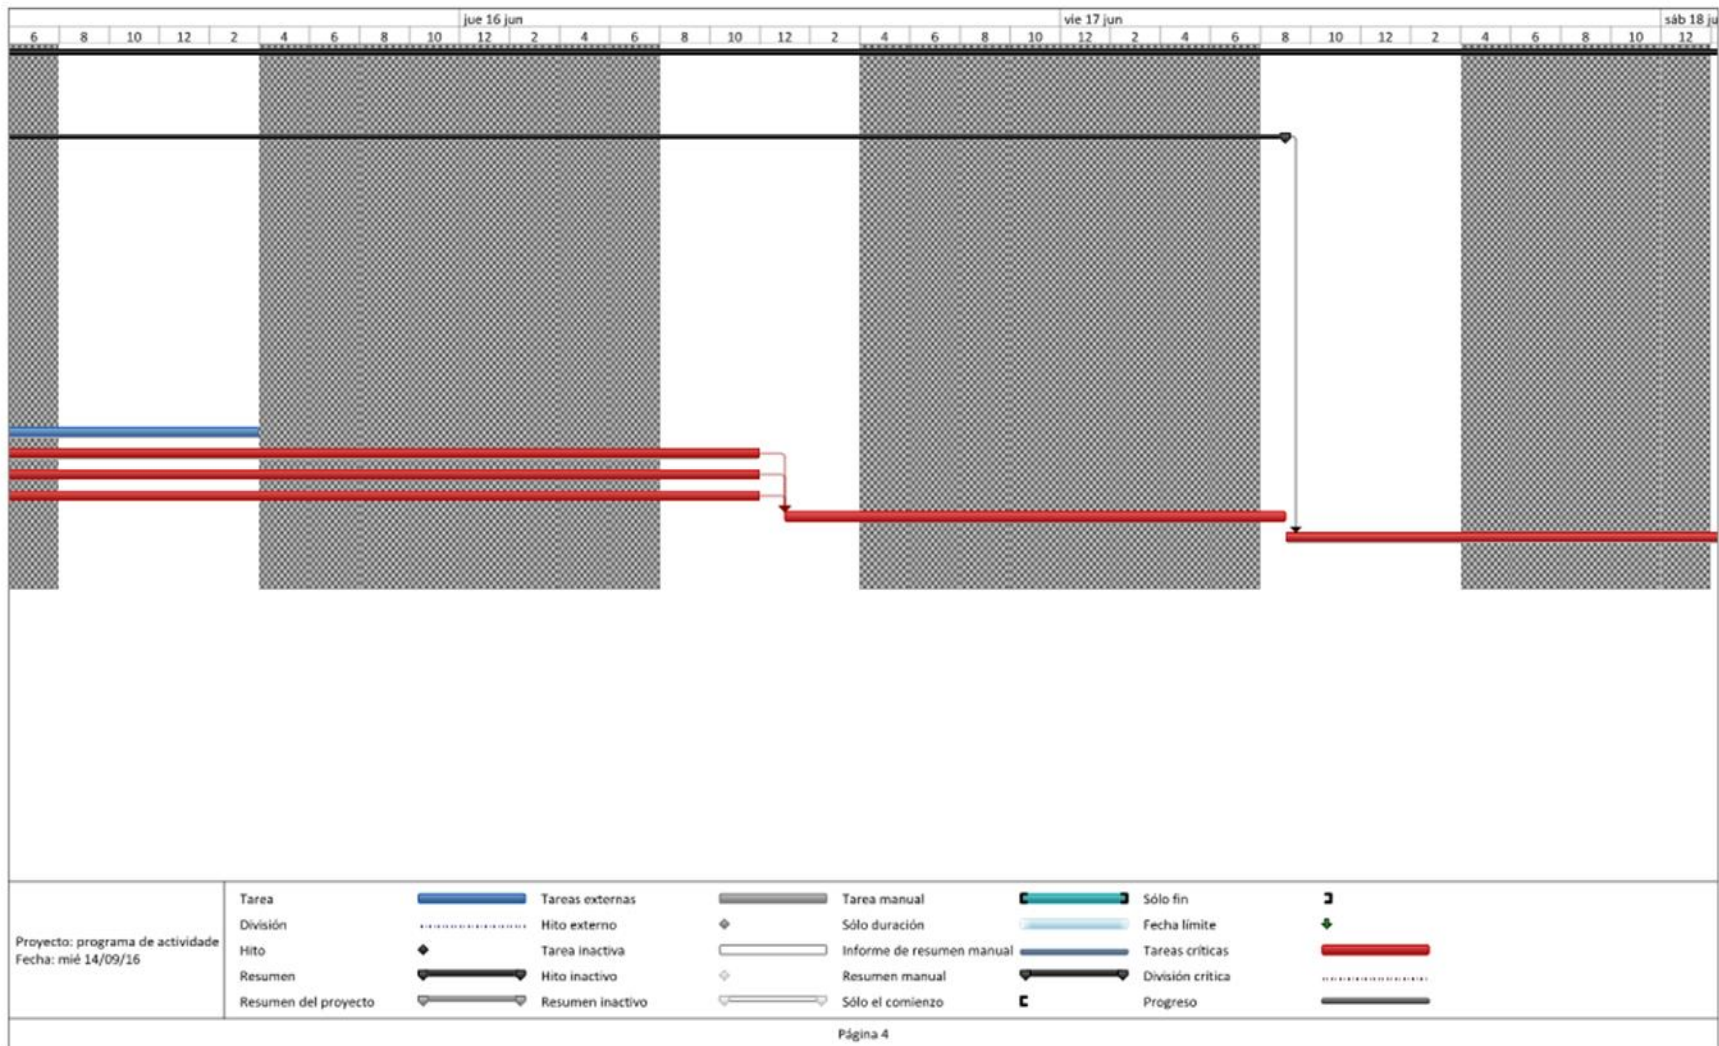 jue 16 jun vie 17 jun sáb 18 ju
6 8 10 12 2 4 6 8 10 12 2 4 6 8 10 12 2 4 6 8 10 12 2 4 6 8 10 12 2 4 6 8 10 12
Tarea Tareas externas Tarea manual Sólo fin
División Hito externo Sólo duración Fecha límite
Proyecto: programa de actividade
Fecha: mié 14/09/16
Hito Tarea inactiva Informe de resumen manual Tareas críticas
Resumen Hito inactivo Resumen manual División crítica
Resumen del proyecto Resumen inactivo Sólo el comienzo Progreso
Página 4